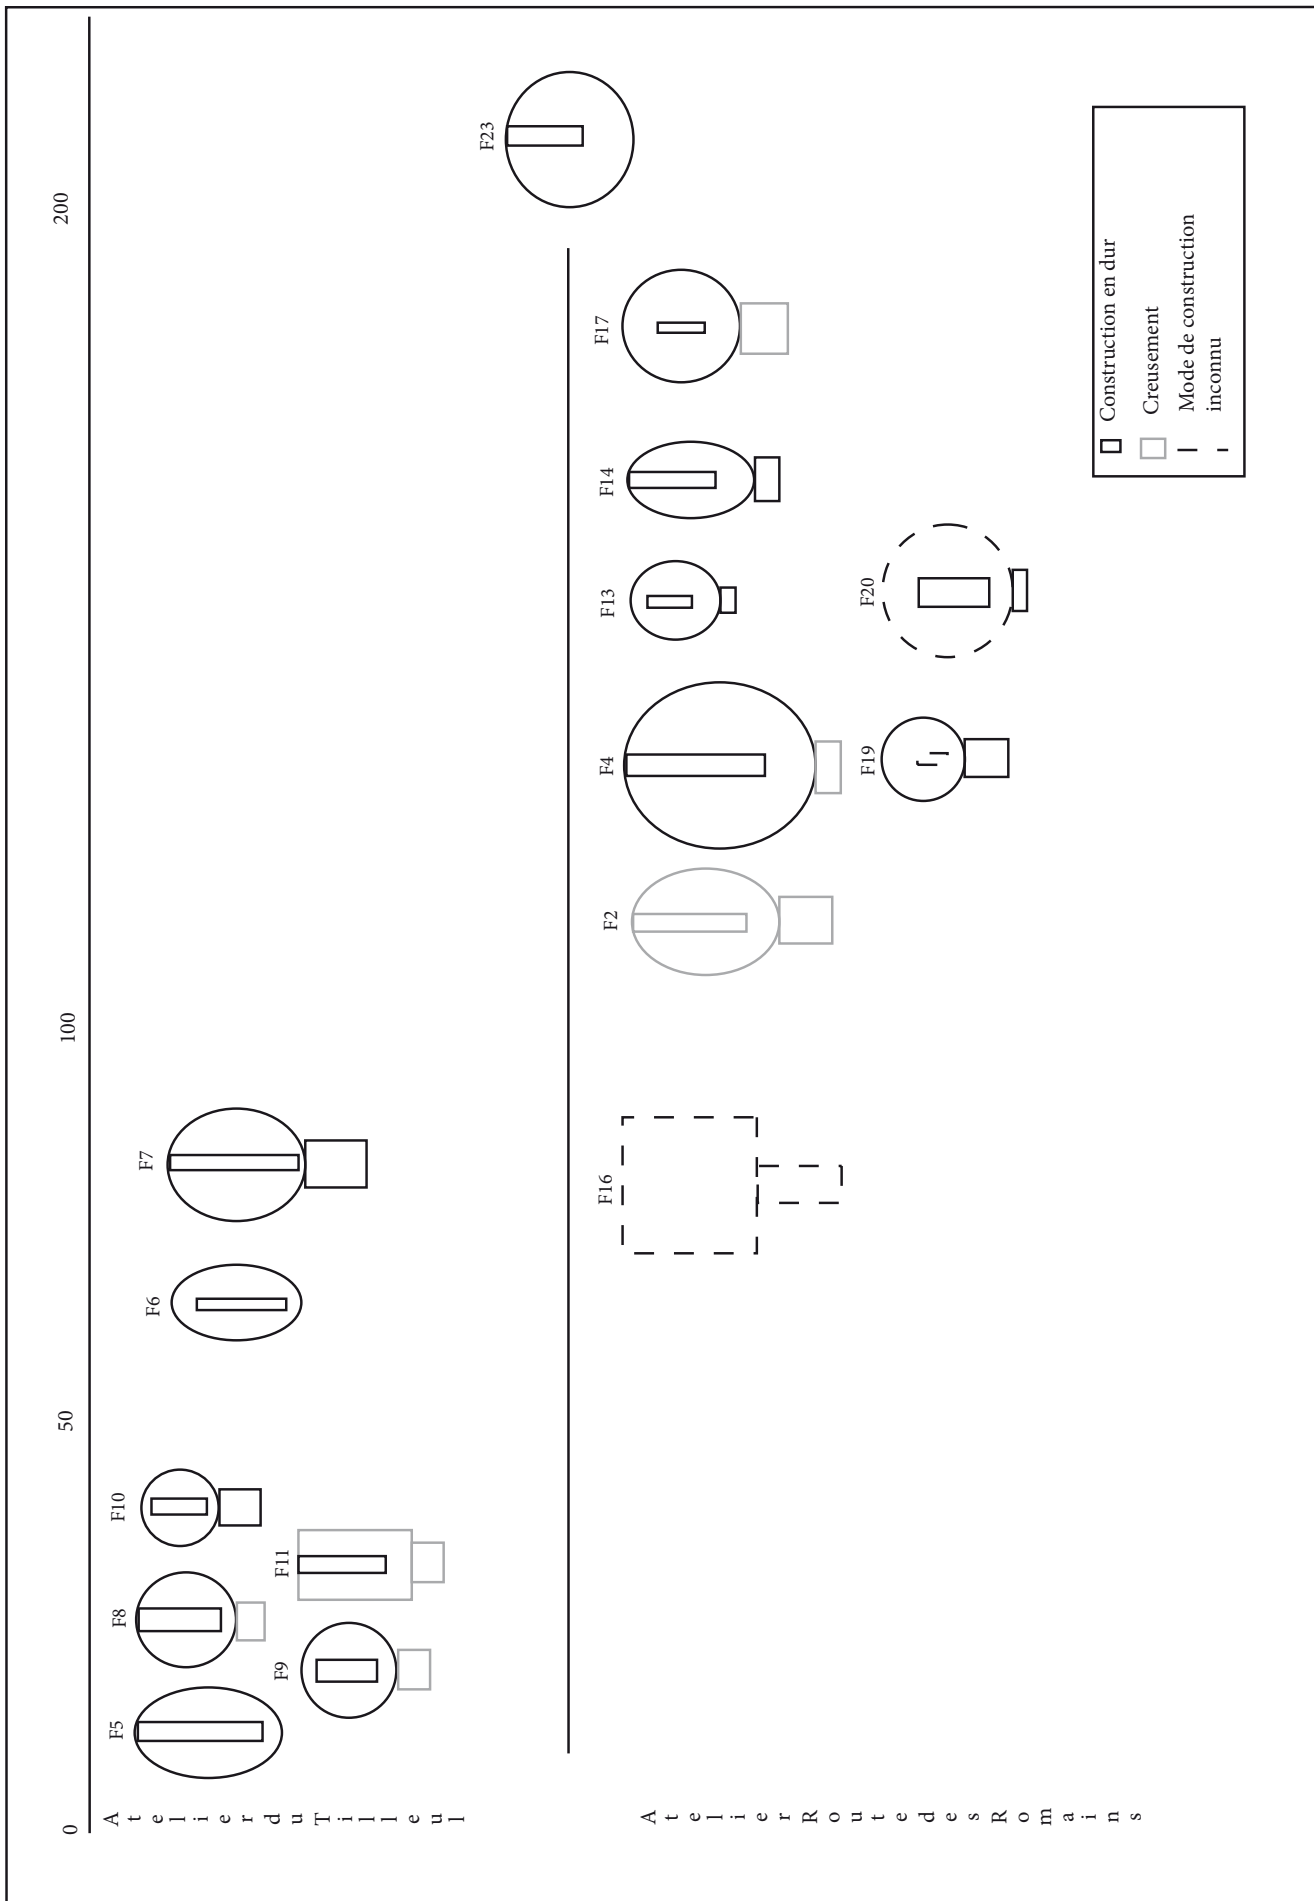 0
50
100
200
Atelier du Tilleul
F5
F8
F10
F6
F7
F9
F11
F23
Atelier Route des Romains
F16
F2
F4
F13
F14
F17
F19
F20
Construction en dur
Creusement
Mode de construction
inconnu